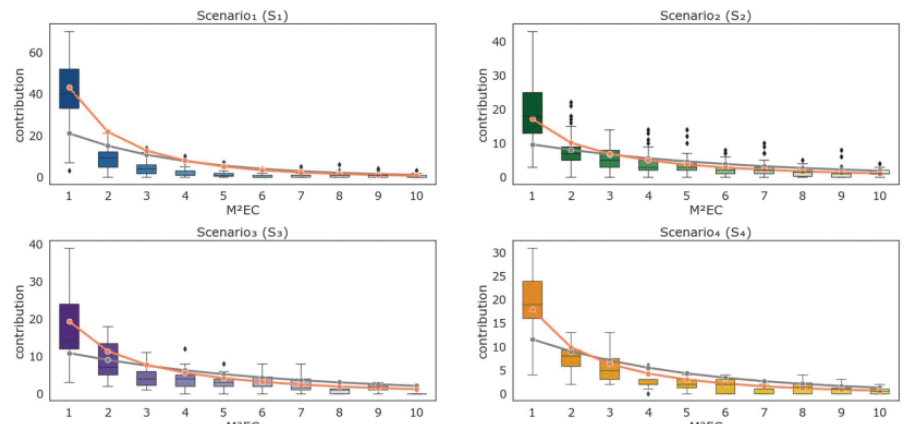 Scenario₁ (S₁)
contribution
60
40
20
0
1 2 3 4 5 6 7 8 9 10
M²EC
Scenario₂ (S₂)
contribution
40
30
20
10
0
1 2 3 4 5 6 7 8 9 10
M²EC
Scenario₃ (S₃)
contribution
40
30
20
10
0
1 2 3 4 5 6 7 8 9 10
M²EC
Scenario₄ (S₄)
contribution
30
25
20
15
10
5
0
1 2 3 4 5 6 7 8 9 10
M²EC